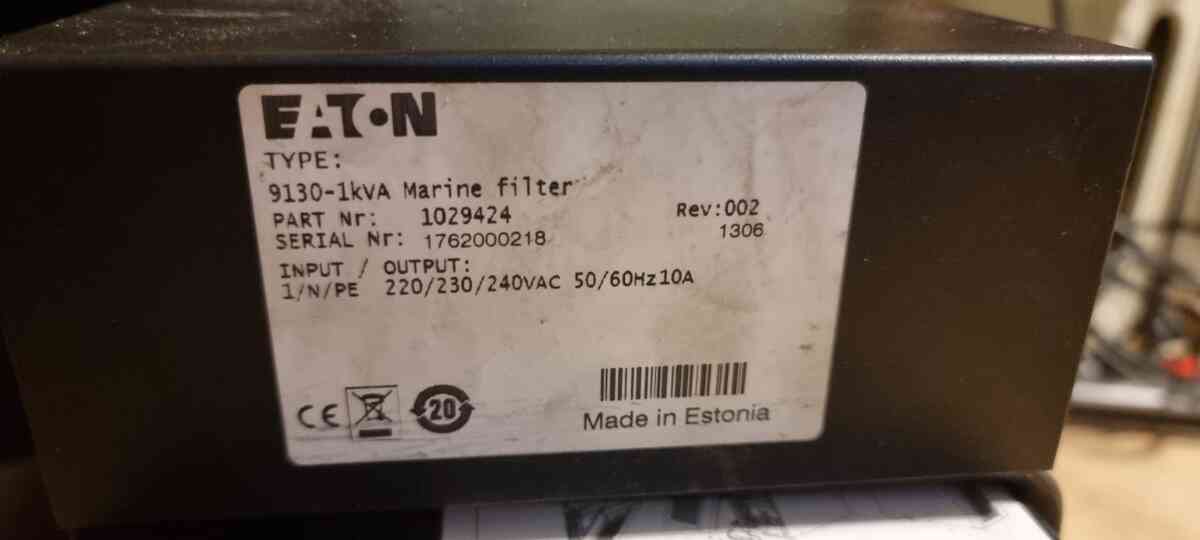 EATON
TYPE:
9130-1kVA Marine filter
PART Nr: 1029424 Rev:002
SERIAL Nr: 1762000218 1306
INPUT / OUTPUT:
1/N/PE 220/230/240VAC 50/60Hz10A
CE 20
Made in Estonia